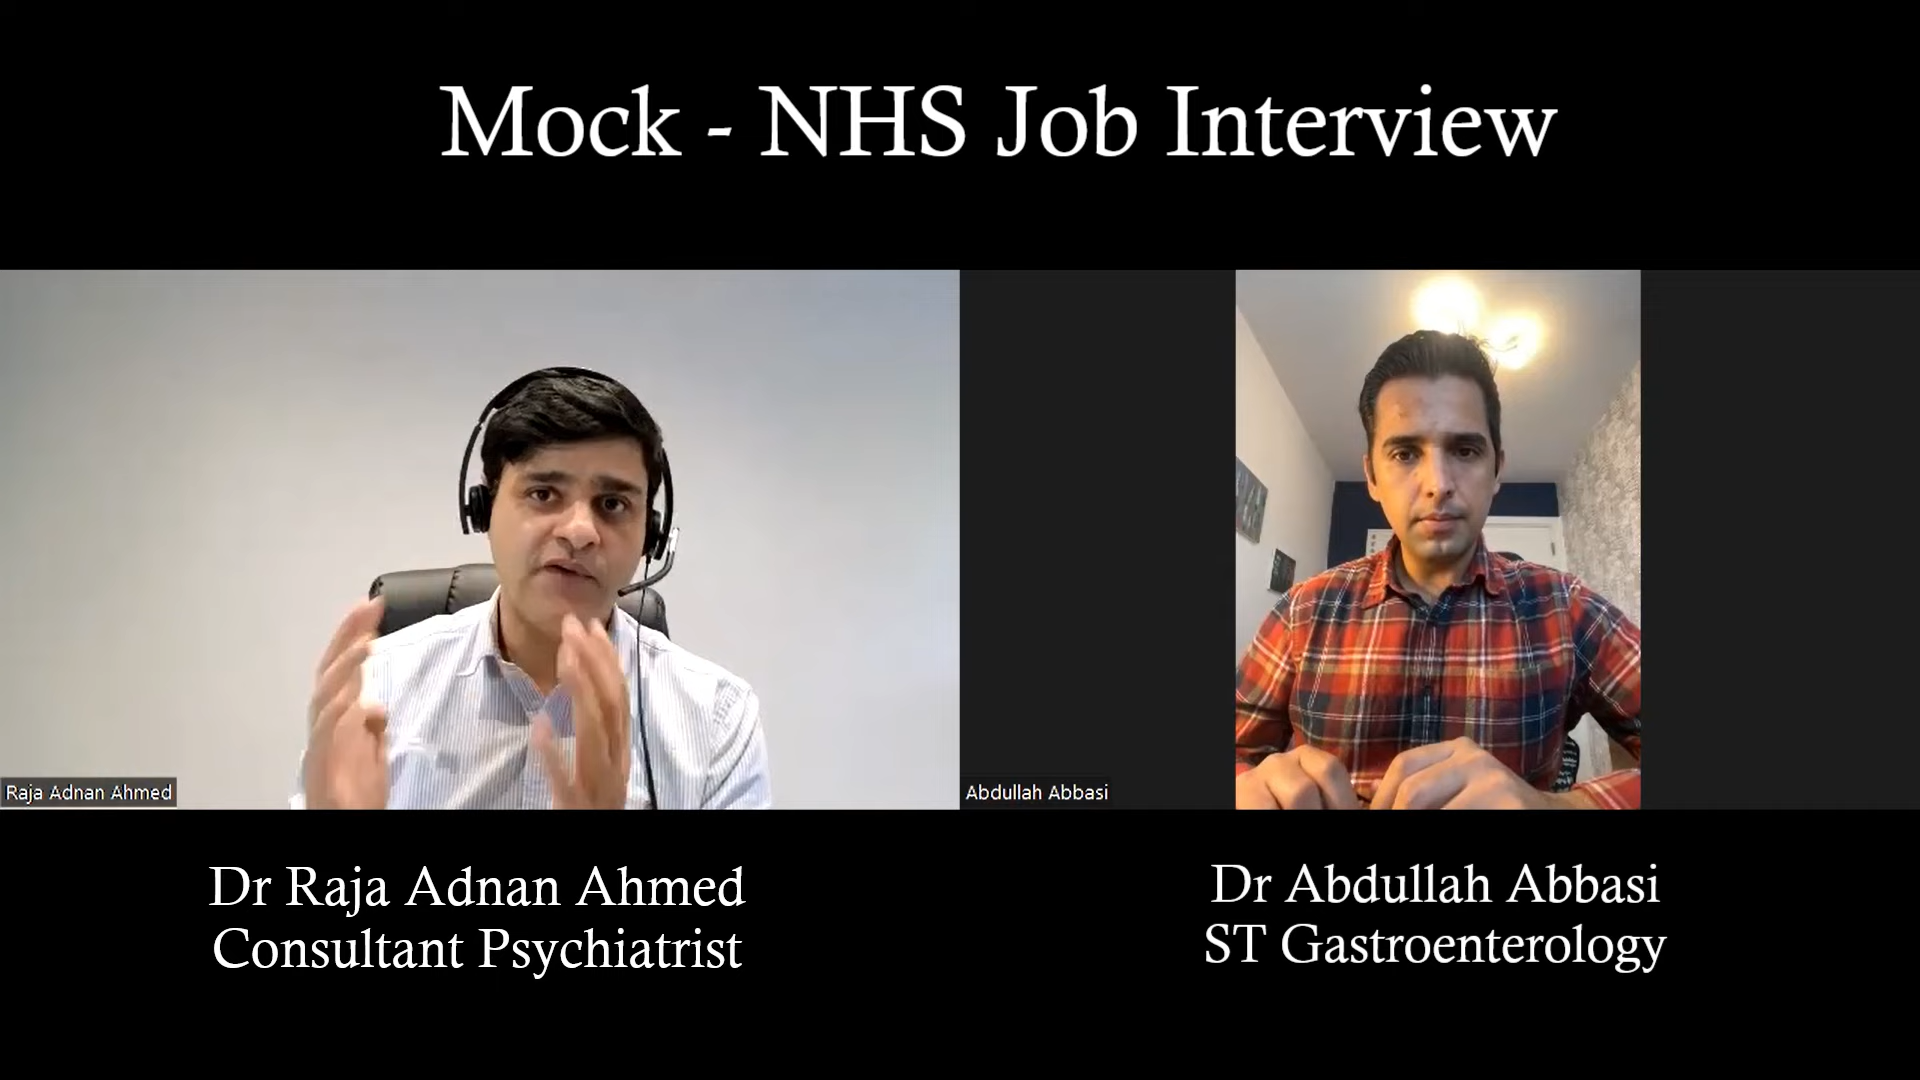 Mock - NHS Job Interview
Raja Adnan Ahmed
Abdullah Abbasi
Dr Raja Adnan Ahmed
Consultant Psychiatrist
Dr Abdullah Abbasi
ST Gastroenterology